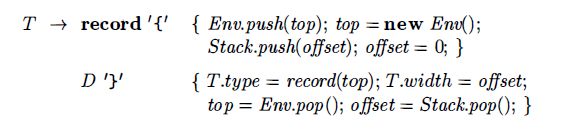 T → record '{' { Env.push(top); top = new Env();
Stack.push(offset); offset = 0; }
D '}' { T.type = record(top); T.width = offset;
top = Env.pop(); offset = Stack.pop(); }